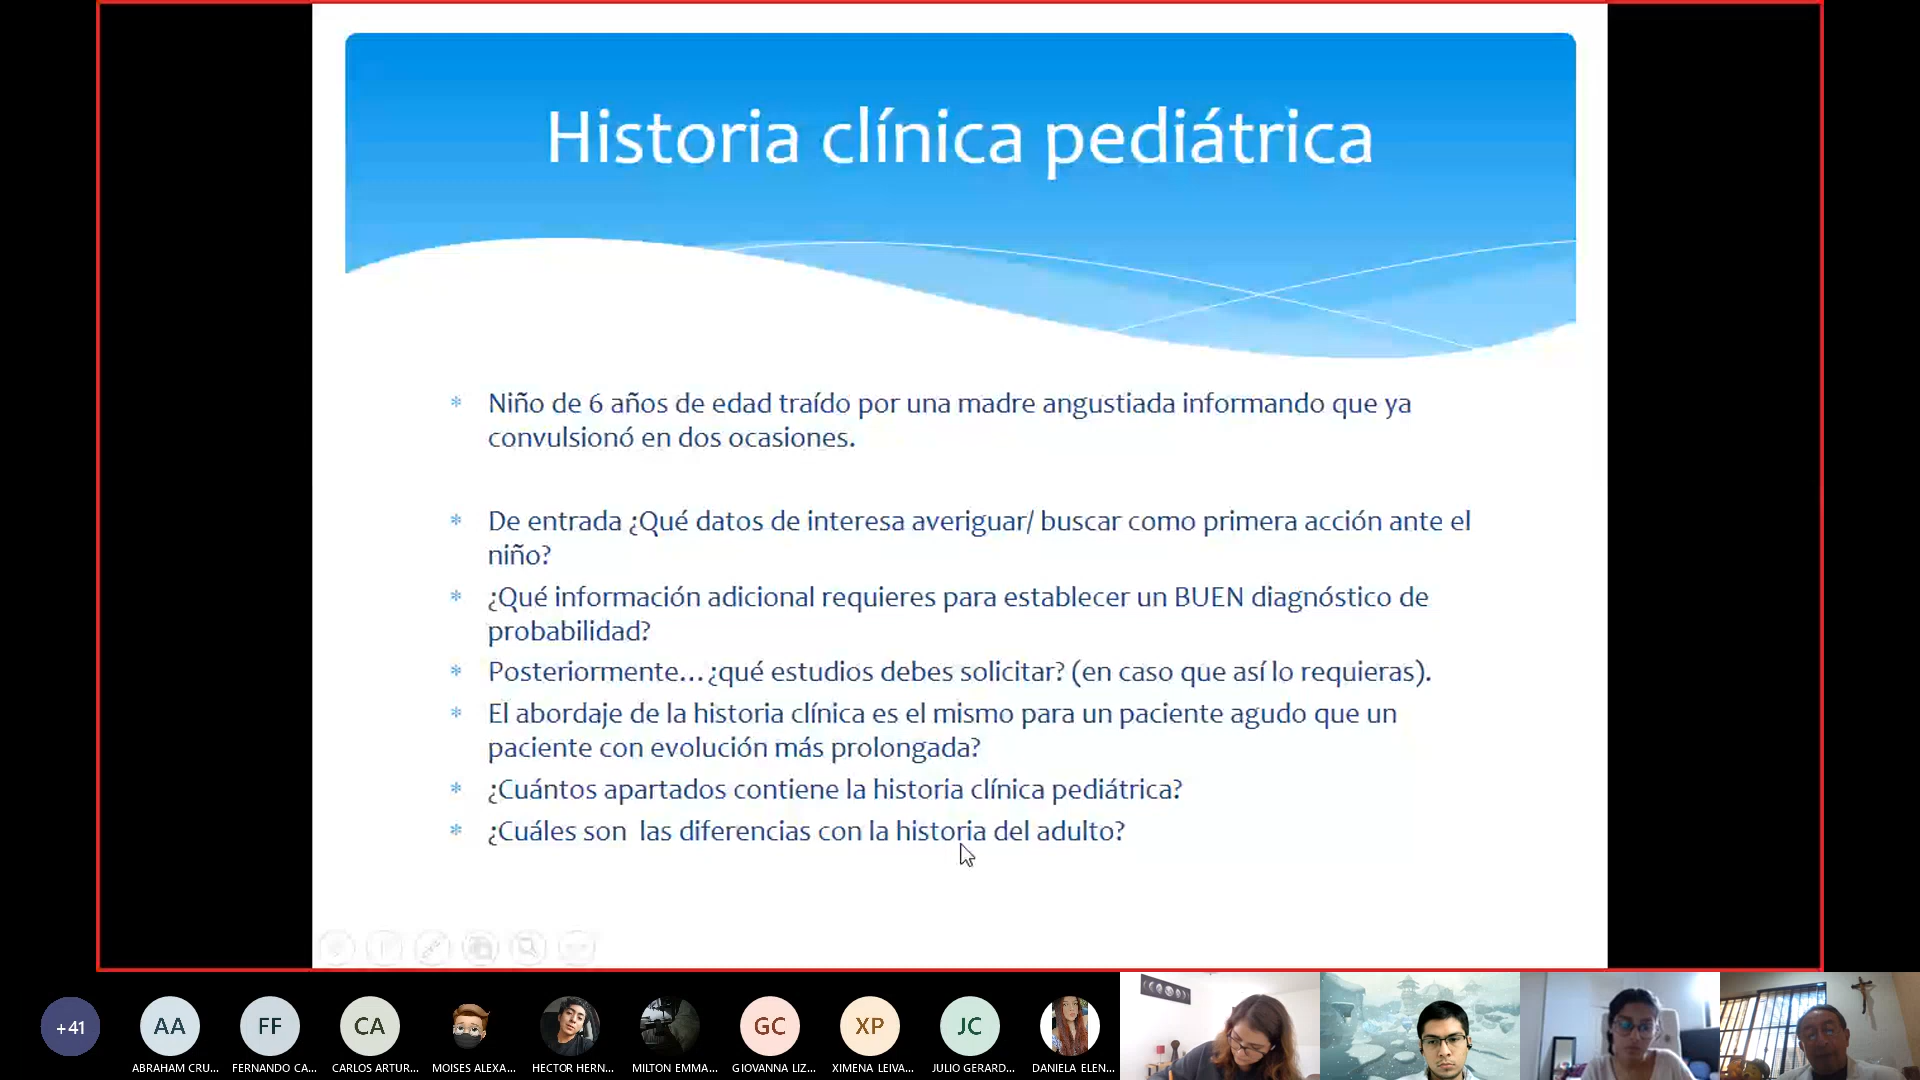 Historia clínica pediátrica
* Niño de 6 años de edad traído por una madre angustiada informando que ya
convulsionó en dos ocasiones.
* De entrada ¿Qué datos de interesa averiguar/ buscar como primera acción ante el
niño?
* ¿Qué información adicional requieres para establecer un BUEN diagnóstico de
probabilidad?
* Posteriormente…¿qué estudios debes solicitar? (en caso que así lo requieras).
* El abordaje de la historia clínica es el mismo para un paciente agudo que un
paciente con evolución más prolongada?
* ¿Cuántos apartados contiene la historia clínica pediátrica?
* ¿Cuáles son las diferencias con la historia del adulto?
+41 AA FF CA GC XP JC
ABRAHAM CRU... FERNANDO CA... CARLOS ARTUR... MOISES ALEXA... HECTOR HERN... MILTON EMMA... GIOVANNA LIZ... XIMENA LEIVA... JULIO GERARD... DANIELA ELEN...